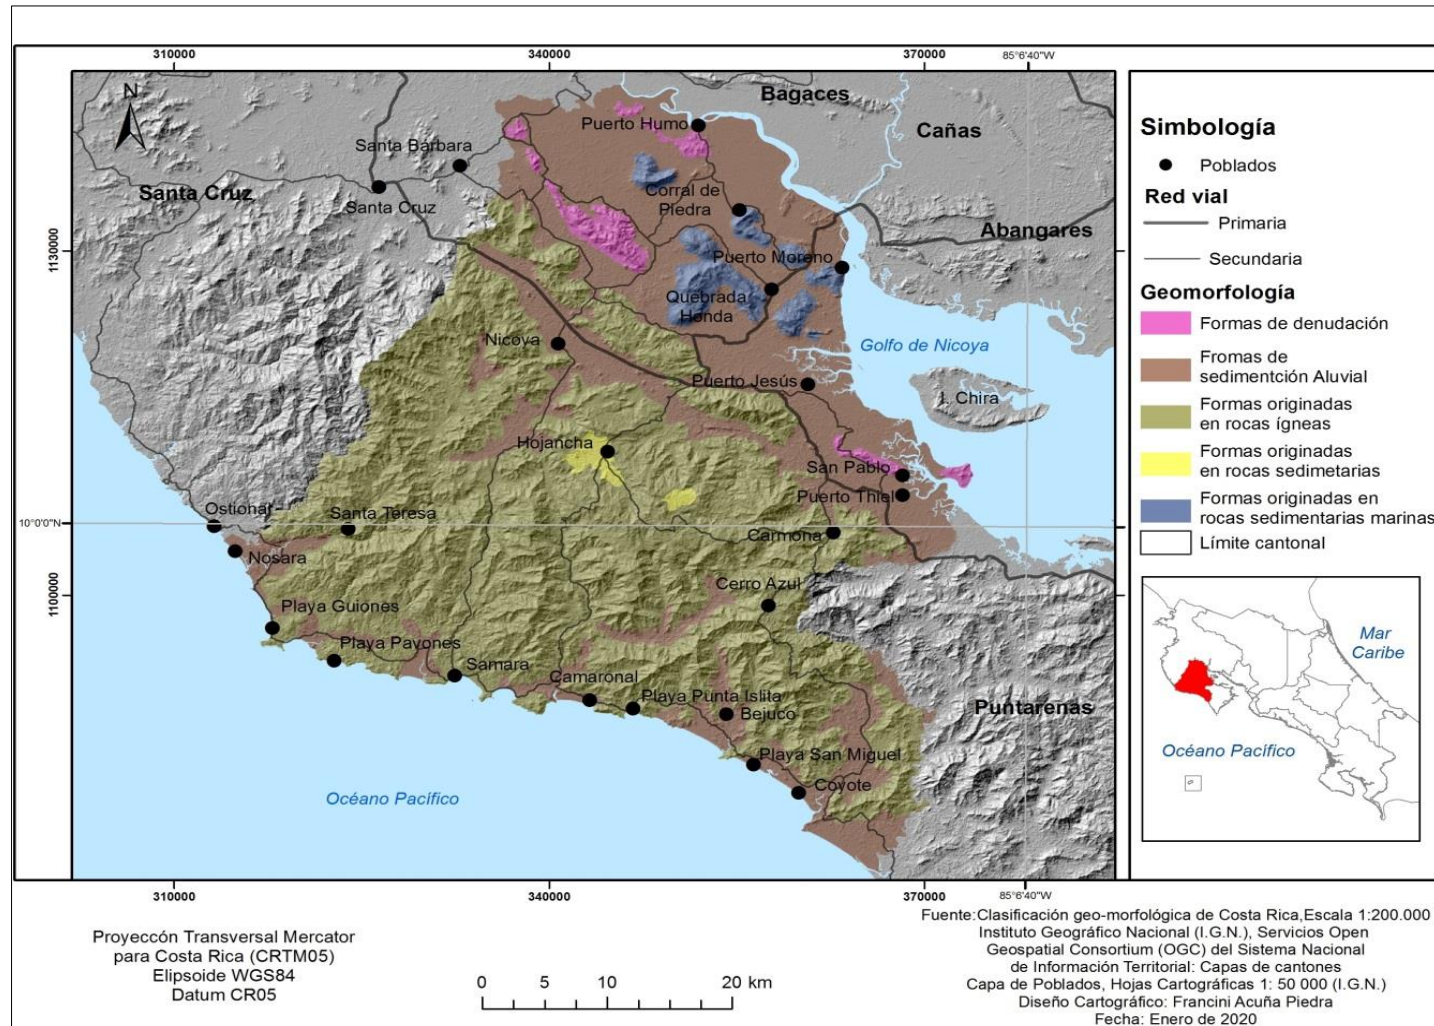 310000
340000
370000
85°6'40"W
N
Bagaces
Puerto Humo
Cañas
Santa Bárbara
Santa Cruz
Santa Cruz
Corral de
Piedra
Abangares
1130000
Puerto Moreno
Quebrada
Honda
Nicoya
Golfo de Nicoya
Puerto Jesús
I. Chira
Hojancha
San Pablo
Puerto Thiel
Ostional
Santa Teresa
10°0'0"N
Carmona
Nosara
Cerro Azul
1100000
Playa Guiones
Playa Pavones
Sámara
Camaronal
Playa Punta Islita
Bejuco
Puntarenas
Playa San Miguel
Coyote
Océano Pacífico
310000
340000
370000
85°6'40"W
Simbología
Poblados
Red vial
Primaria
Secundaria
Geomorfología
Formas de denudación
Fromas de
sedimentción Aluvial
Formas originadas
en rocas ígneas
Formas originadas
en rocas sedimetarias
Formas originadas en
rocas sedimentarias marinas
Límite cantonal
Mar
Caribe
Océano Pacífico
Proyeccón Transversal Mercator
para Costa Rica (CRTM05)
Elipsoide WGS84
Datum CR05
0 5 10 20 km
Fuente:Clasificación geo-morfológica de Costa Rica,Escala 1:200.000
Instituto Geográfico Nacional (I.G.N.), Servicios Open
Geospatial Consortium (OGC) del Sistema Nacional
de Información Territorial: Capas de cantones
Capa de Poblados, Hojas Cartográficas 1: 50 000 (I.G.N.)
Diseño Cartográfico: Francini Acuña Piedra
Fecha: Enero de 2020